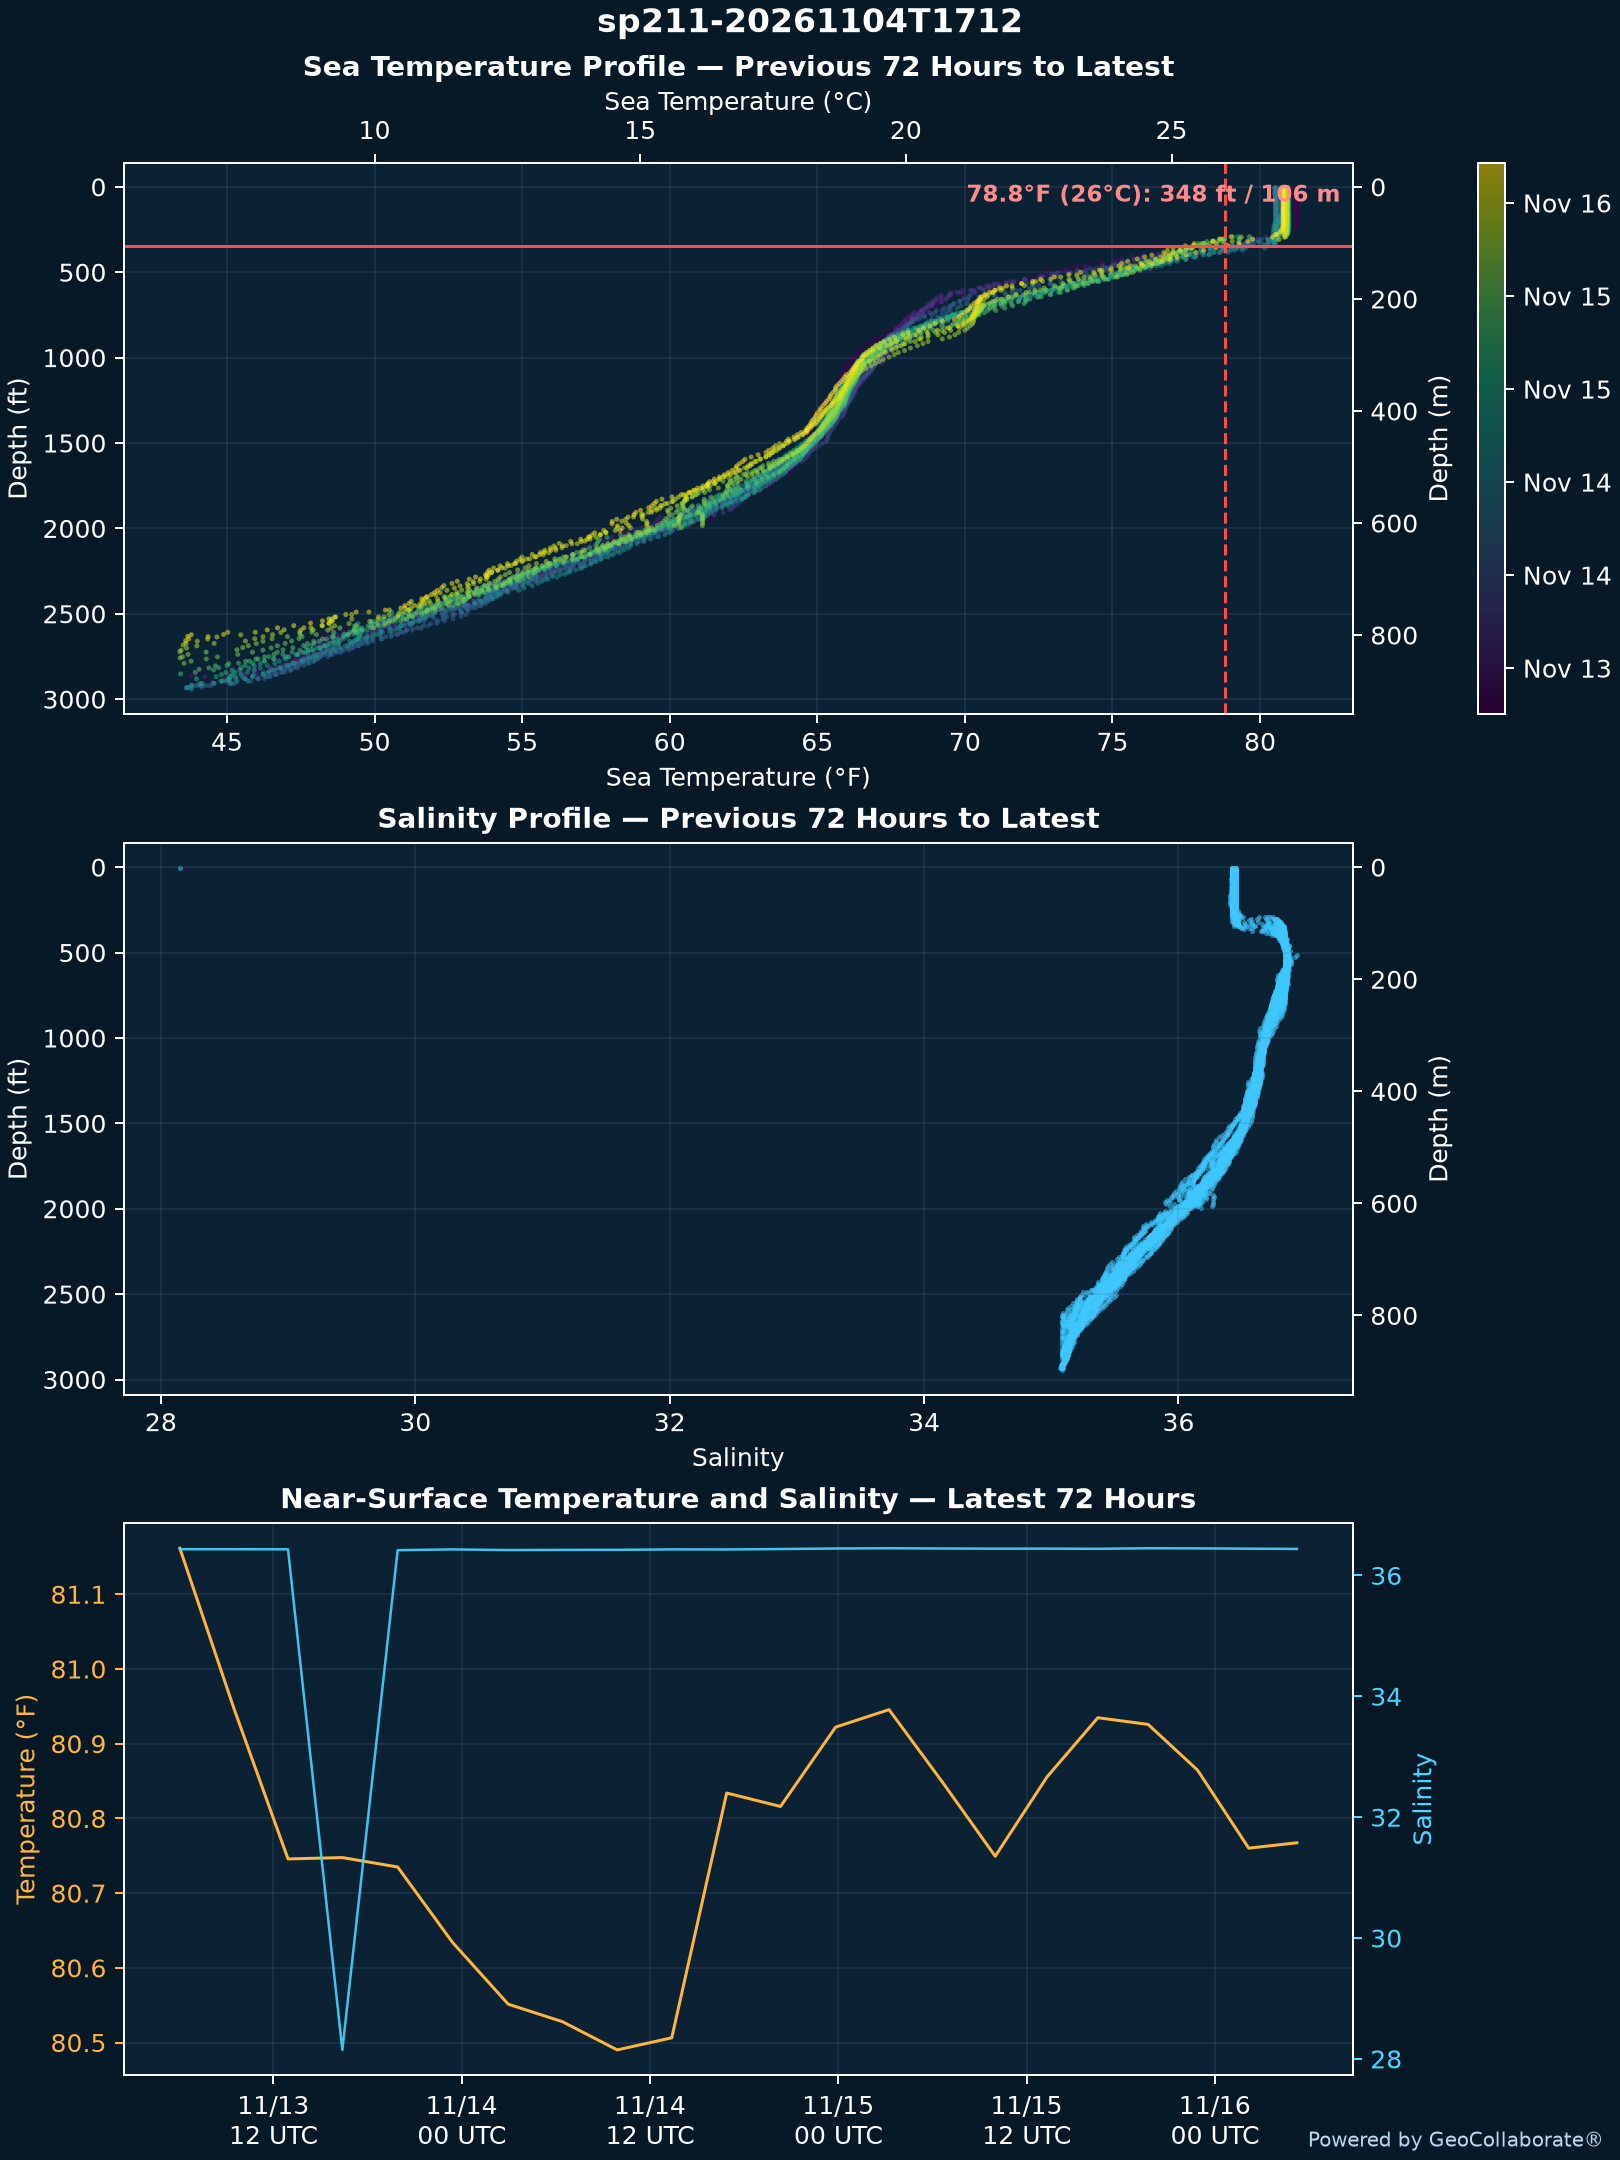 sp211-20261104T1712
Sea Temperature Profile — Previous 72 Hours to Latest
Sea Temperature (°C)
10 15 20 25
78.8°F (26°C): 348 ft / 106 m
0 500 1000 1500 2000 2500 3000
Depth (ft)
0 200 400 600 800
Depth (m)
45 50 55 60 65 70 75 80
Sea Temperature (°F)
Nov 16
Nov 15
Nov 15
Nov 14
Nov 14
Nov 13
Salinity Profile — Previous 72 Hours to Latest
0 500 1000 1500 2000 2500 3000
Depth (ft)
0 200 400 600 800
Depth (m)
28 30 32 34 36
Salinity
Near-Surface Temperature and Salinity — Latest 72 Hours
81.1 81.0 80.9 80.8 80.7 80.6 80.5
Temperature (°F)
36 34 32 30 28
Salinity
11/13 11/14 11/14 11/15 11/15 11/16
12 UTC 00 UTC 12 UTC 00 UTC 12 UTC 00 UTC
Powered by GeoCollaborate®